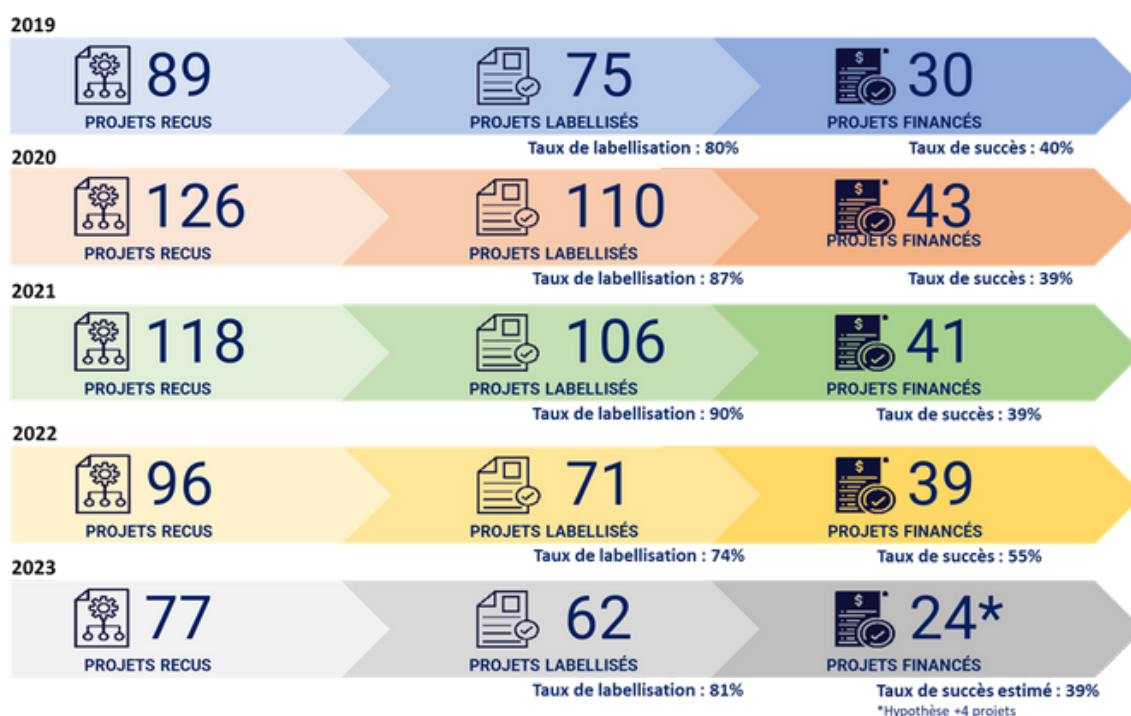 2019
89
75
30
PROJETS RECUS
PROJETS LABELLISÉS
PROJETS FINANCÉS
Taux de labellisation : 80%
Taux de succès : 40%
2020
126
110
43
PROJETS RECUS
PROJETS LABELLISÉS
PROJETS FINANCÉS
Taux de labellisation : 87%
Taux de succès : 39%
2021
118
106
41
PROJETS RECUS
PROJETS LABELLISÉS
PROJETS FINANCÉS
Taux de labellisation : 90%
Taux de succès : 39%
2022
96
71
39
PROJETS RECUS
PROJETS LABELLISÉS
PROJETS FINANCÉS
Taux de labellisation : 74%
Taux de succès : 55%
2023
77
62
24*
PROJETS RECUS
PROJETS LABELLISÉS
PROJETS FINANCÉS
Taux de labellisation : 81%
Taux de succès estimé : 39%
*Hypothèse +4 projets